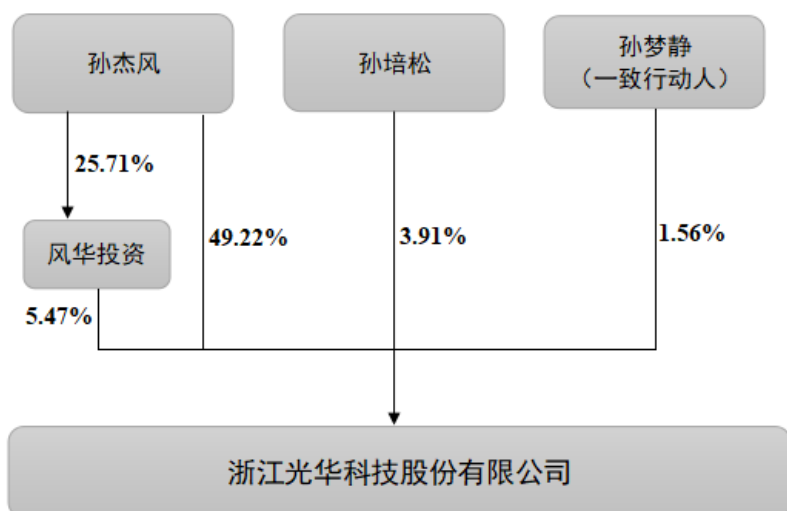 孙杰风
孙培松
孙梦静
（一致行动人）
25.71%
风华投资
49.22%
3.91%
1.56%
5.47%
浙江光华科技股份有限公司